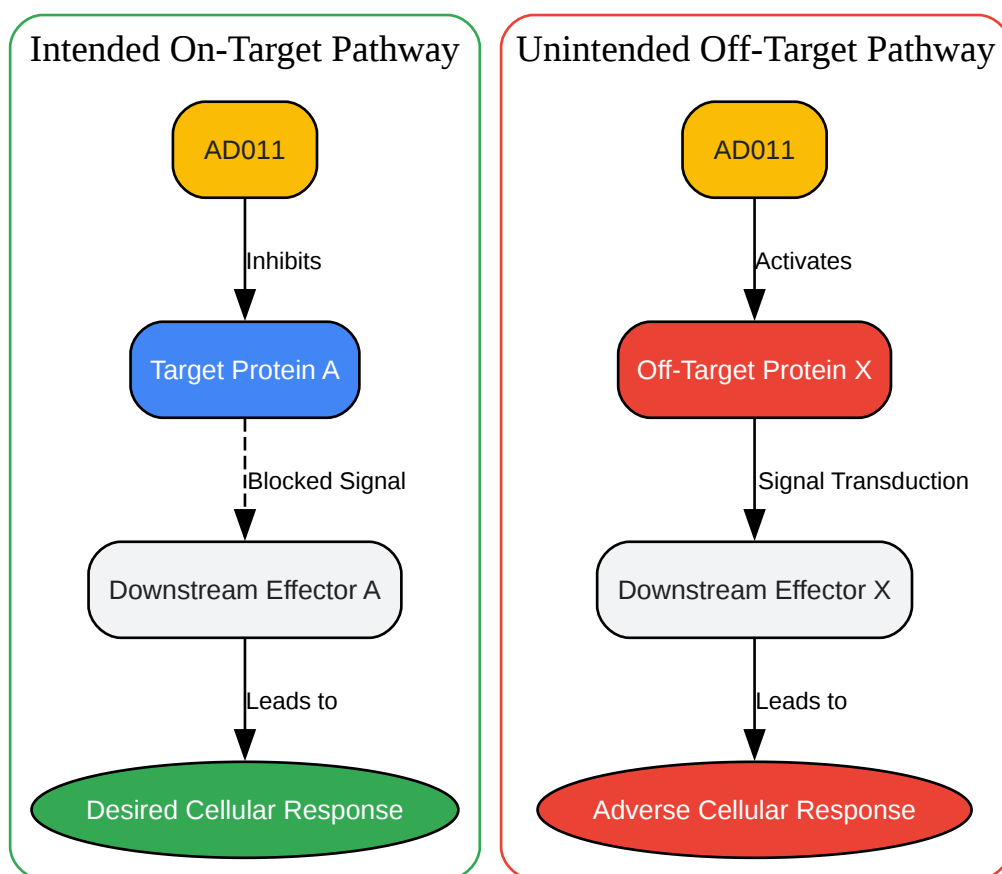 Intended On-Target Pathway
AD011
Inhibits
Target Protein A
Blocked Signal
Downstream Effector A
Leads to
Desired Cellular Response
Unintended Off-Target Pathway
AD011
Activates
Off-Target Protein X
Signal Transduction
Downstream Effector X
Leads to
Adverse Cellular Response